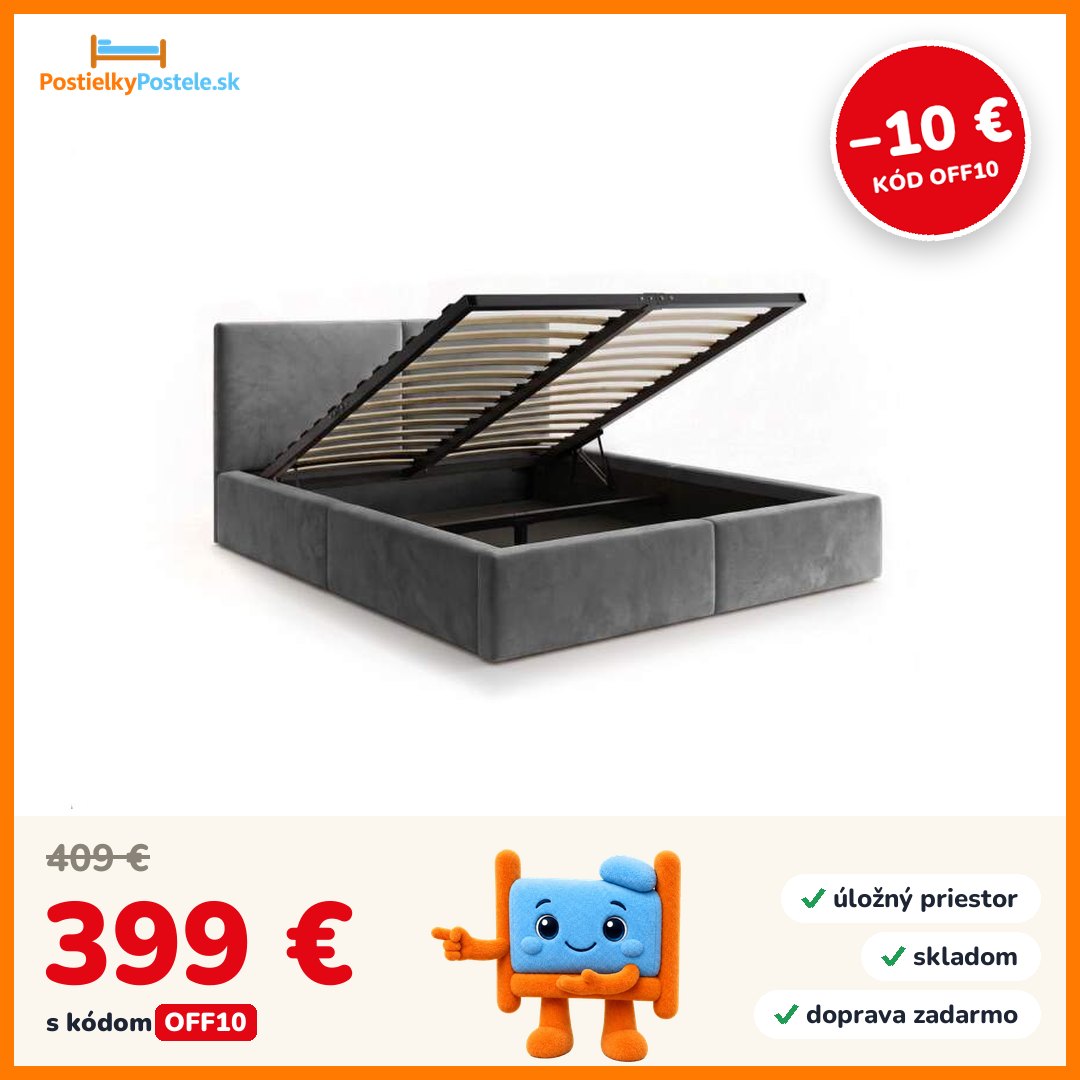 PostielkyPostele.sk
–10 €
KÓD OFF10
409 €
399 €
s kódom OFF10
úložný priestor
skladom
doprava zadarmo